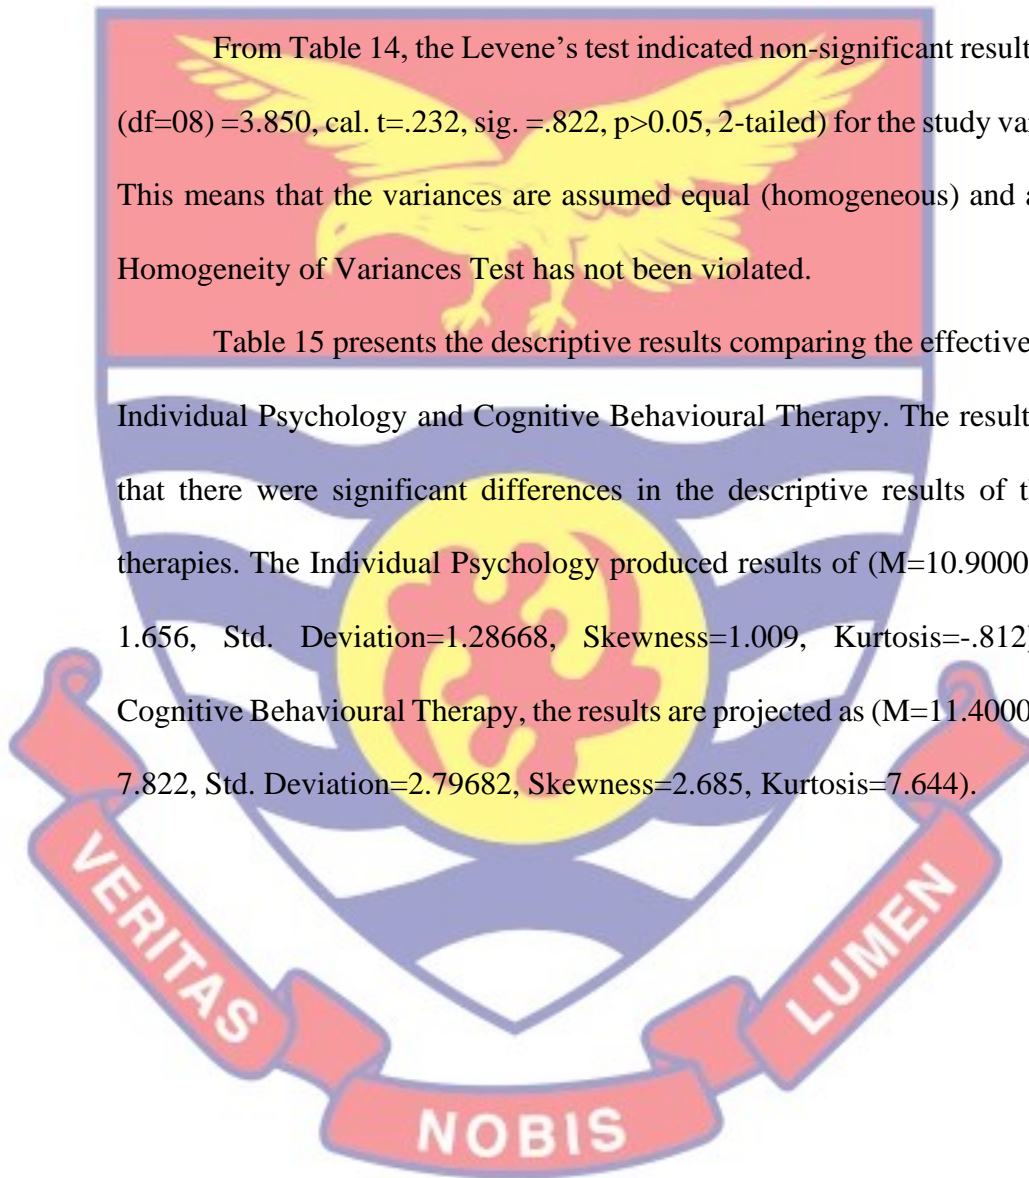 From Table 14, the Levene’s test indicated non-significant result
(df=08) =3.850, cal. t=.232, sig. =.822, p>0.05, 2-tailed) for the study var
This means that the variances are assumed equal (homogeneous) and a
Homogeneity of Variances Test has not been violated.
Table 15 presents the descriptive results comparing the effective
Individual Psychology and Cognitive Behavioural Therapy. The result
that there were significant differences in the descriptive results of t
therapies. The Individual Psychology produced results of (M=10.9000
1.656, Std. Deviation=1.28668, Skewness=1.009, Kurtosis=-.812)
Cognitive Behavioural Therapy, the results are projected as (M=11.4000
7.822, Std. Deviation=2.79682, Skewness=2.685, Kurtosis=7.644).
VERITAS
NOBIS
LUMEN